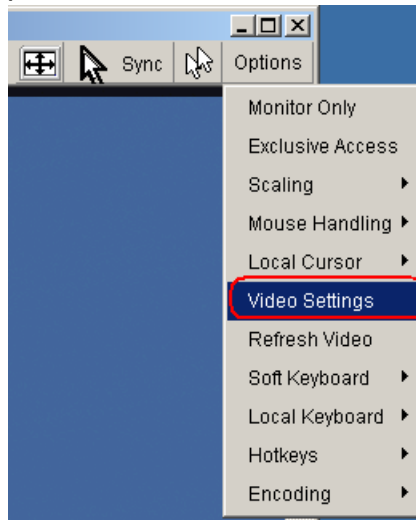 Sync Options
Monitor Only
Exclusive Access
Scaling
Mouse Handling
Local Cursor
Video Settings
Refresh Video
Soft Keyboard
Local Keyboard
Hotkeys
Encoding